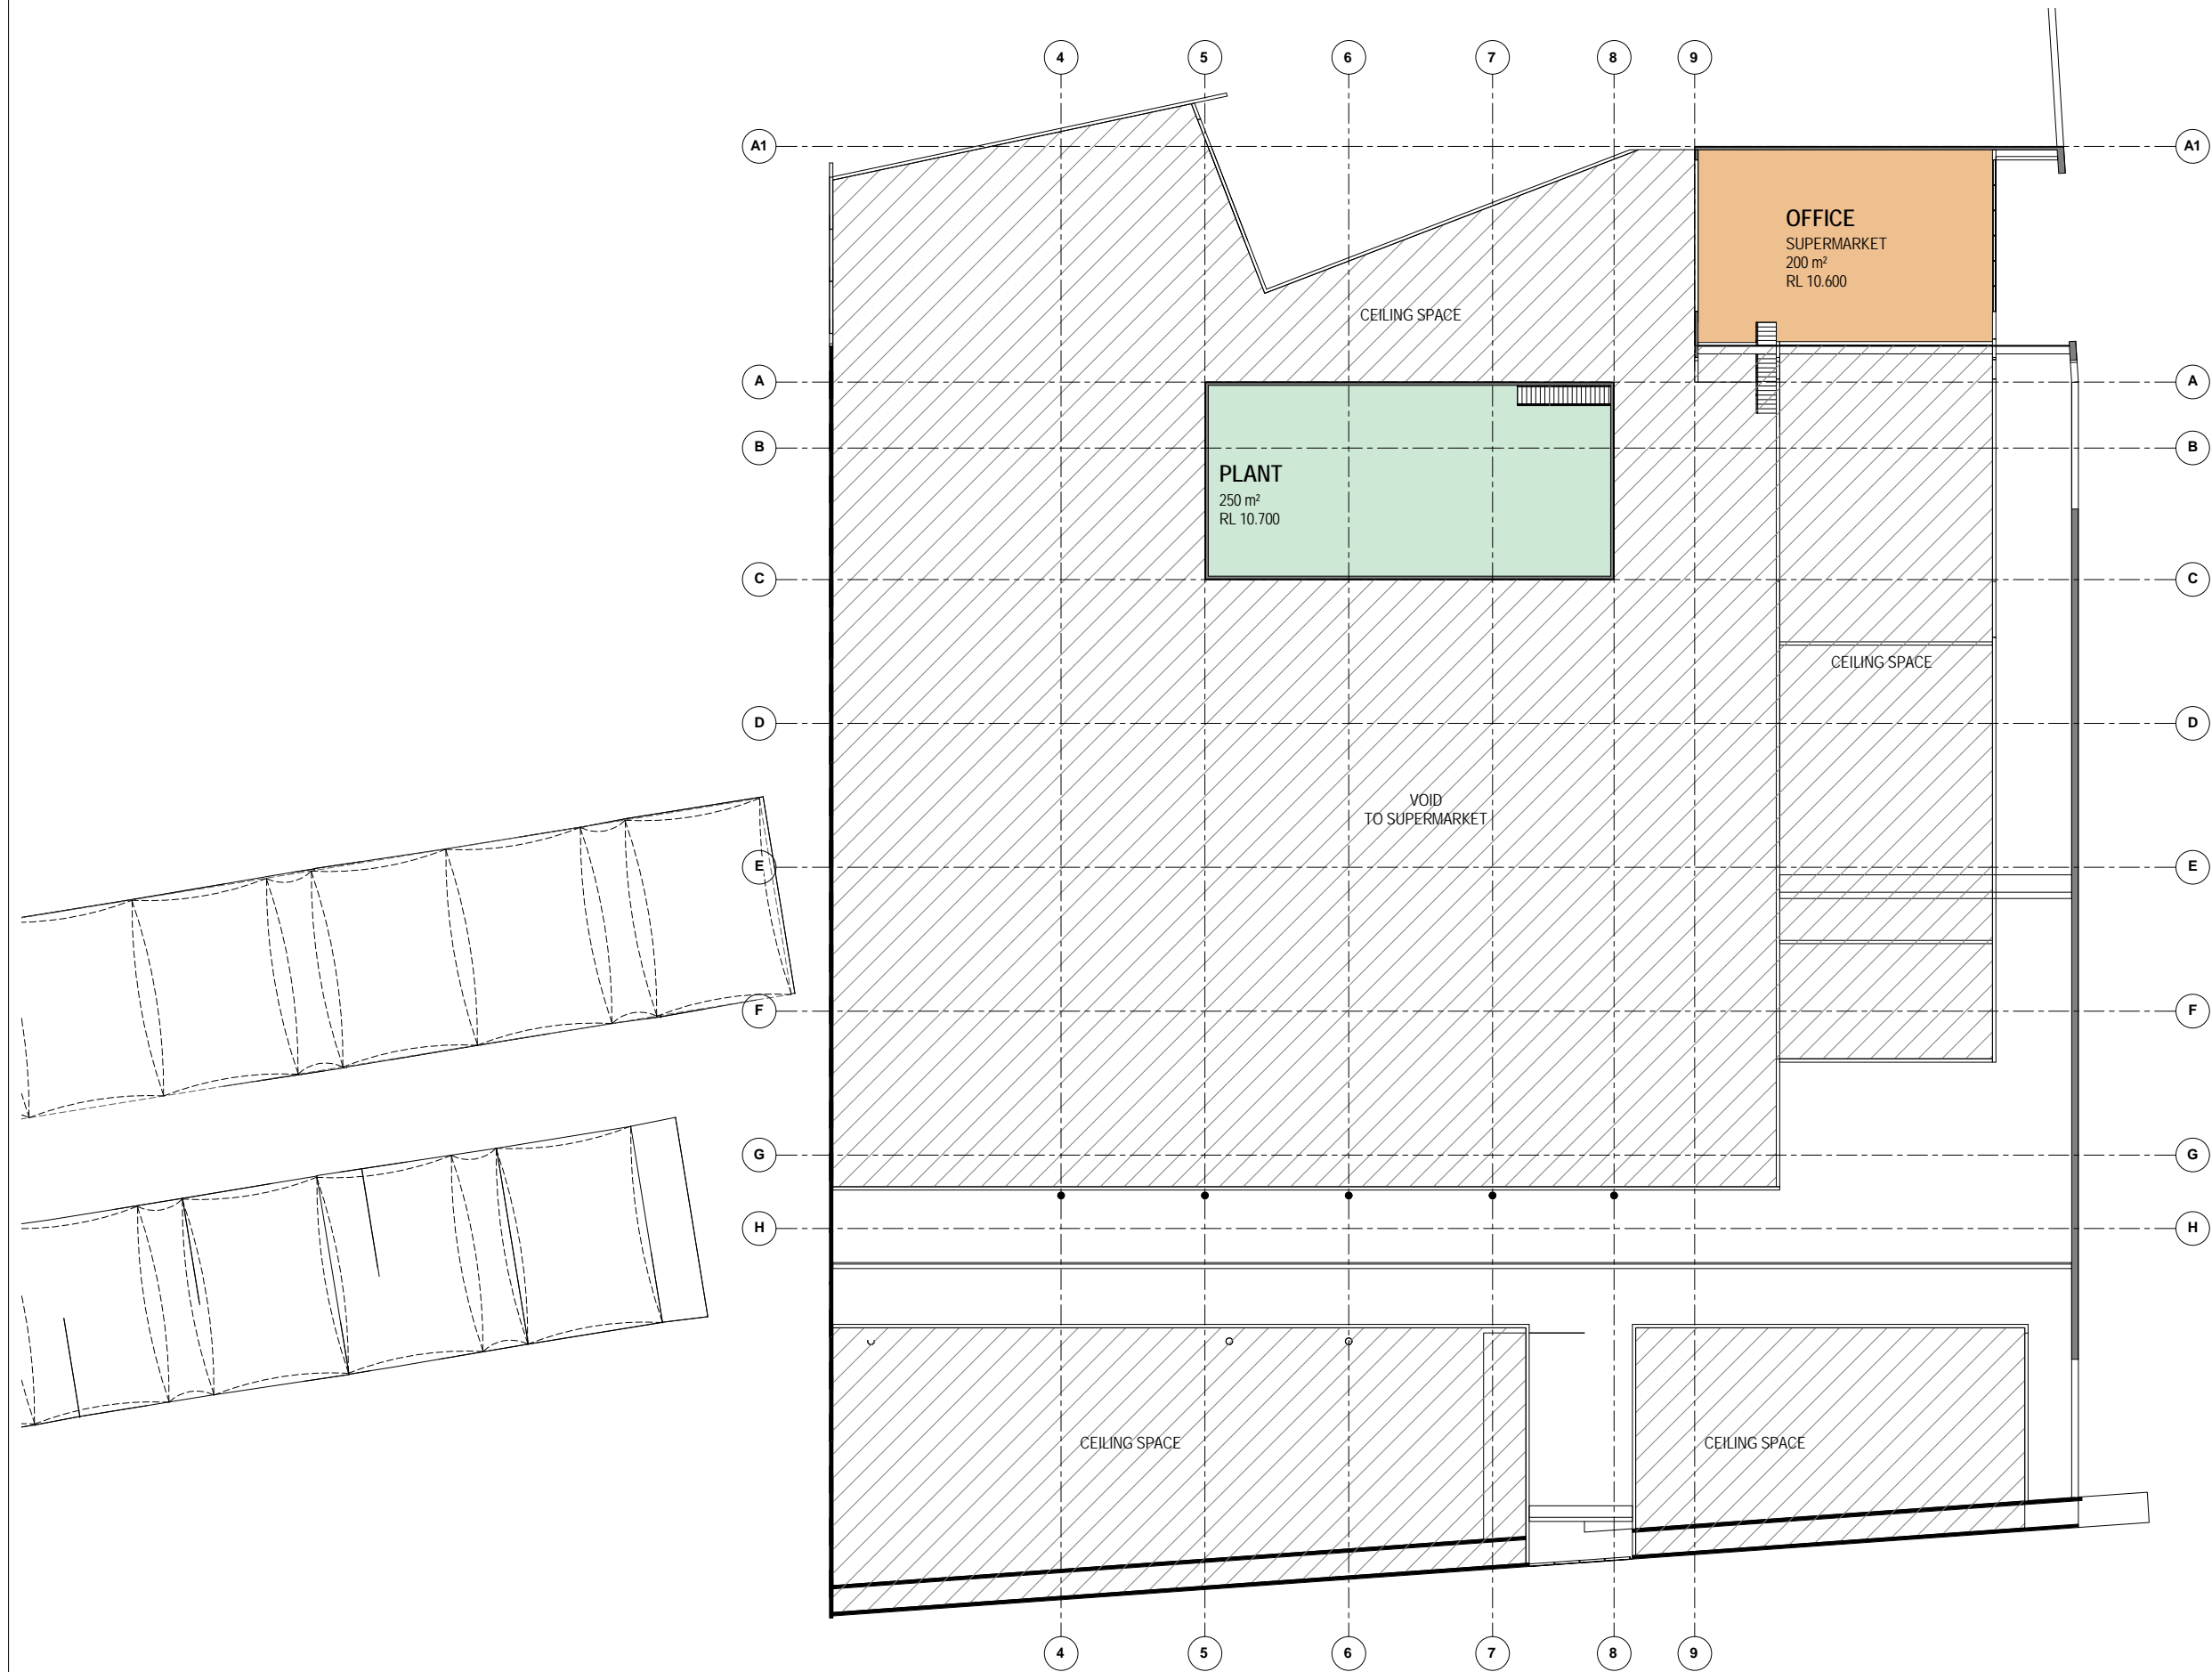 4 5 6 7 8 9
A1 A1
OFFICE
SUPERMARKET
200 m²
RL 10.600
CEILING SPACE
A A
B B
PLANT
250 m²
RL 10.700
C C
CEILING SPACE
D D
VOID
TO SUPERMARKET
E E
F F
G G
H H
CEILING SPACE
CEILING SPACE
4 5 6 7 8 9